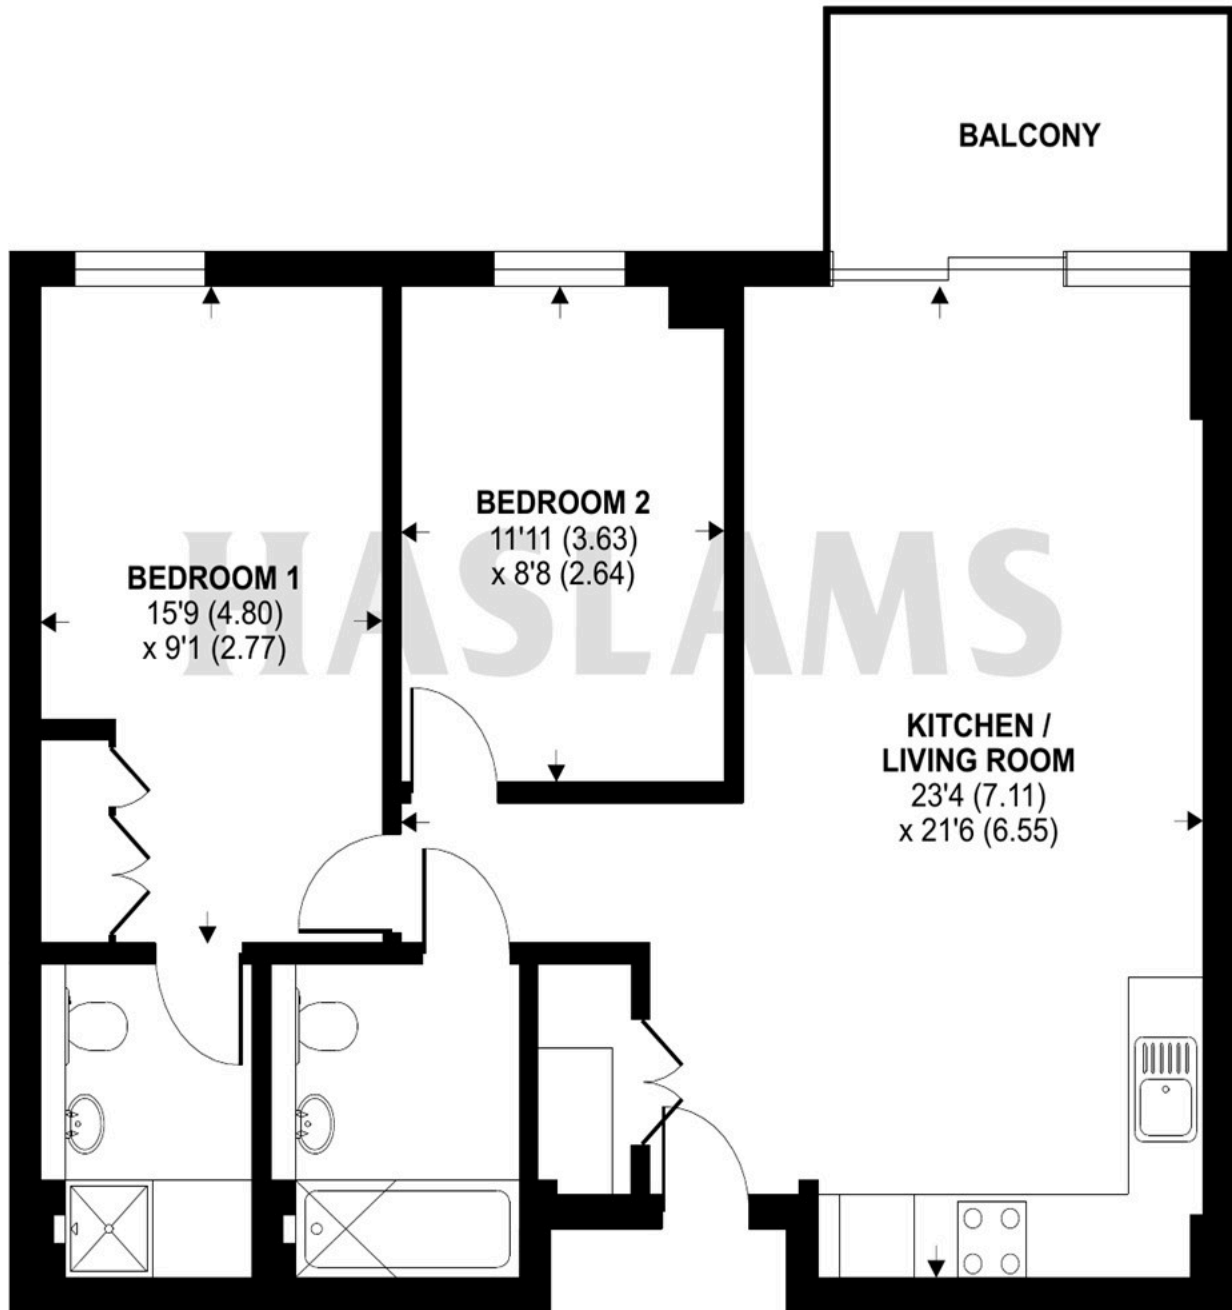 BALCONY
BEDROOM 2
11'11 (3.63)
x 8'8 (2.64)
BEDROOM 1
15'9 (4.80)
x 9'1 (2.77)
HASLAMS
KITCHEN /
LIVING ROOM
23'4 (7.11)
x 21'6 (6.55)